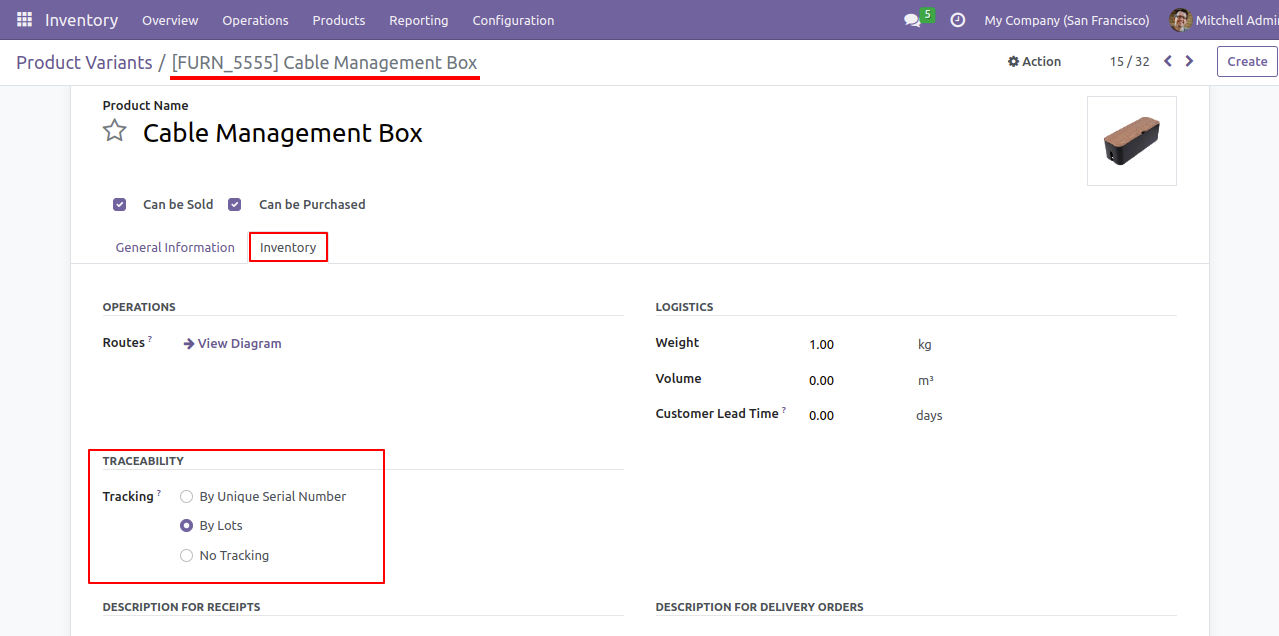 Inventory Overview Operations Products Reporting Configuration 5 My Company (San Francisco) Mitchell Admi
Product Variants / [FURN_5555] Cable Management Box Action 15 / 32 Create
Product Name
Cable Management Box
Can be Sold Can be Purchased
General Information Inventory
OPERATIONS LOGISTICS
Routes ? View Diagram Weight 1.00 kg
Volume 0.00 m³
Customer Lead Time ? 0.00 days
TRACEABILITY
Tracking ? By Unique Serial Number
By Lots
No Tracking
DESCRIPTION FOR RECEIPTS DESCRIPTION FOR DELIVERY ORDERS